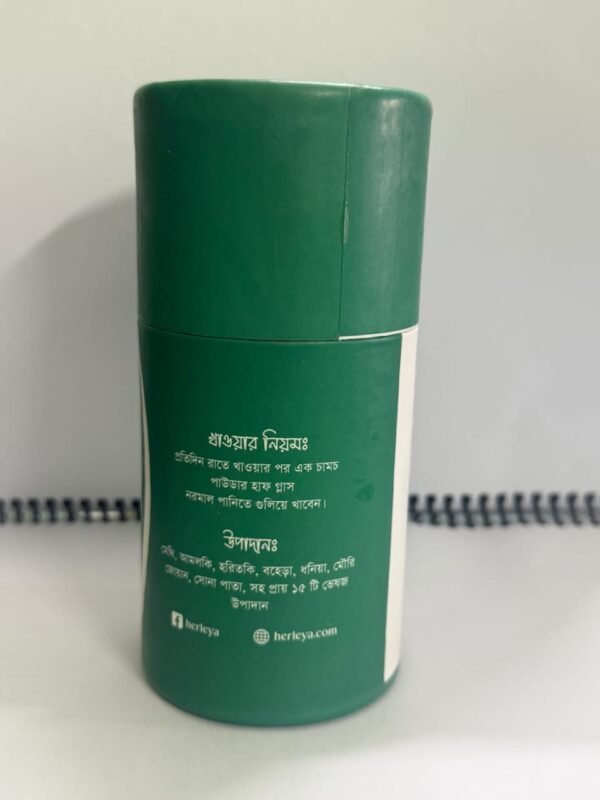 খাওয়ার নিয়মঃ
প্রতিদিন রাতে খাওয়ার পর এক চামচ
পাউডার হাফ গ্লাস
নরমাল পানিতে গুলিয়ে খাবেন।
উপাদানঃ
মেথি, আমলকি, হরিতকি, বহেড়া, ধনিয়া, মৌরি
জোয়ান, সোনা পাতা, সহ প্রায় ১৫ টি ভেষজ
উপাদান
herleya
herleya.com